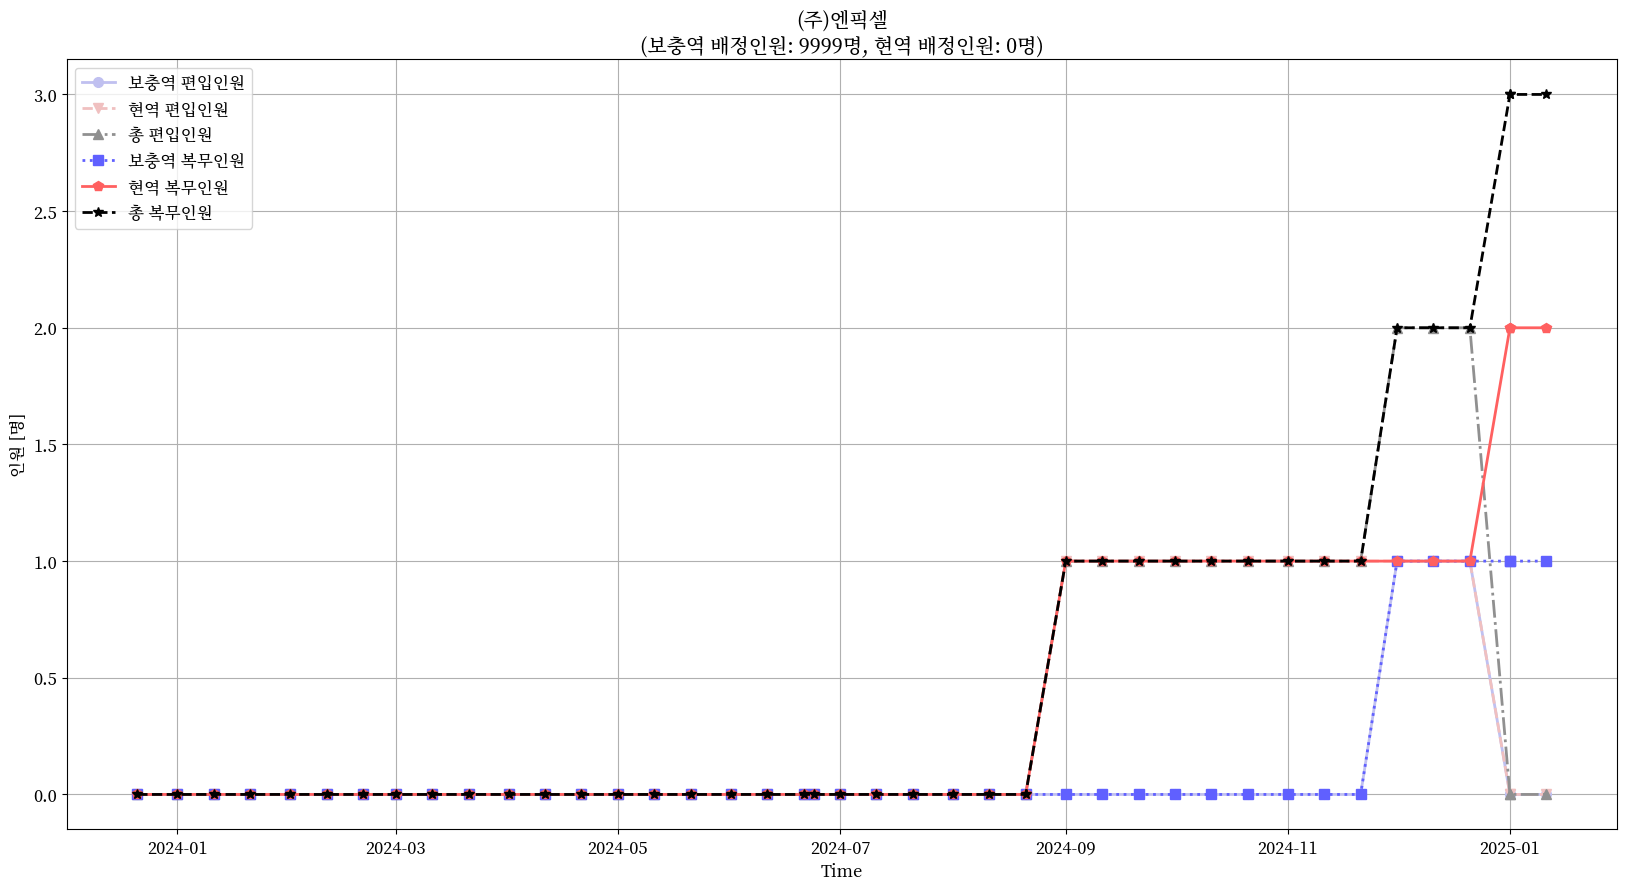 (주)엔픽셀
(보충역 배정인원: 9999명, 현역 배정인원: 0명)
보충역 편입인원
현역 편입인원
총 편입인원
보충역 복무인원
현역 복무인원
총 복무인원
3.0
2.5
2.0
1.5
1.0
0.5
0.0
인원 [명]
2024-01
2024-03
2024-05
2024-07
2024-09
2024-11
2025-01
Time